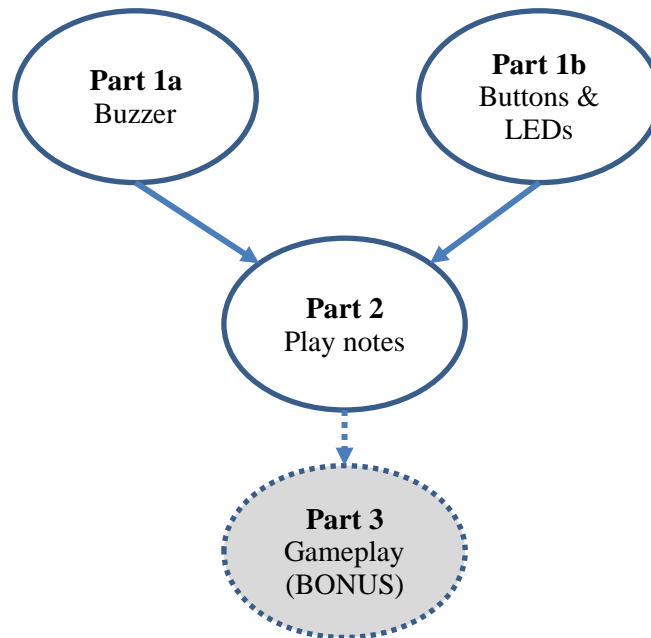 Part 1a
Buzzer
Part 1b
Buttons &
LEDs
Part 2
Play notes
Part 3
Gameplay
(BONUS)